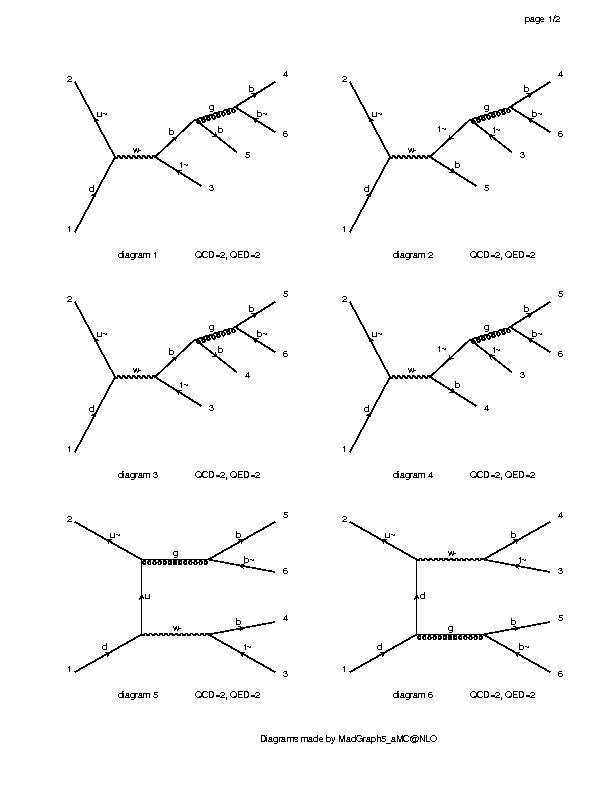 page 1/2
2
4
b
u~
g
b~
6
b
b
5
w-
d
t~
3
1
diagram 1 QCD=2, QED=2
2
4
b
u~
g
b~
6
t~
t~
3
w-
d
b
5
1
diagram 2 QCD=2, QED=2
2
5
b
u~
g
b~
6
b
b
4
w-
d
t~
3
1
diagram 3 QCD=2, QED=2
2
5
b
u~
g
b~
6
t~
t~
3
w-
d
b
4
1
diagram 4 QCD=2, QED=2
2
5
u~
b
g
b~
6
u
4
b
w-
d
t~
1
3
diagram 5 QCD=2, QED=2
2
4
u~
b
w-
t~
3
d
5
b
g
d
b~
1
6
diagram 6 QCD=2, QED=2
Diagrams made by MadGraph5_aMC@NLO